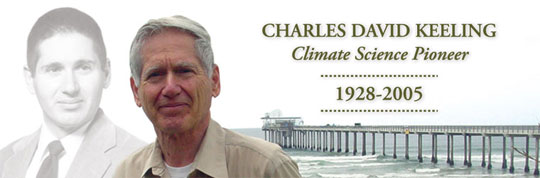 CHARLES DAVID KEELING
Climate Science Pioneer
1928-2005